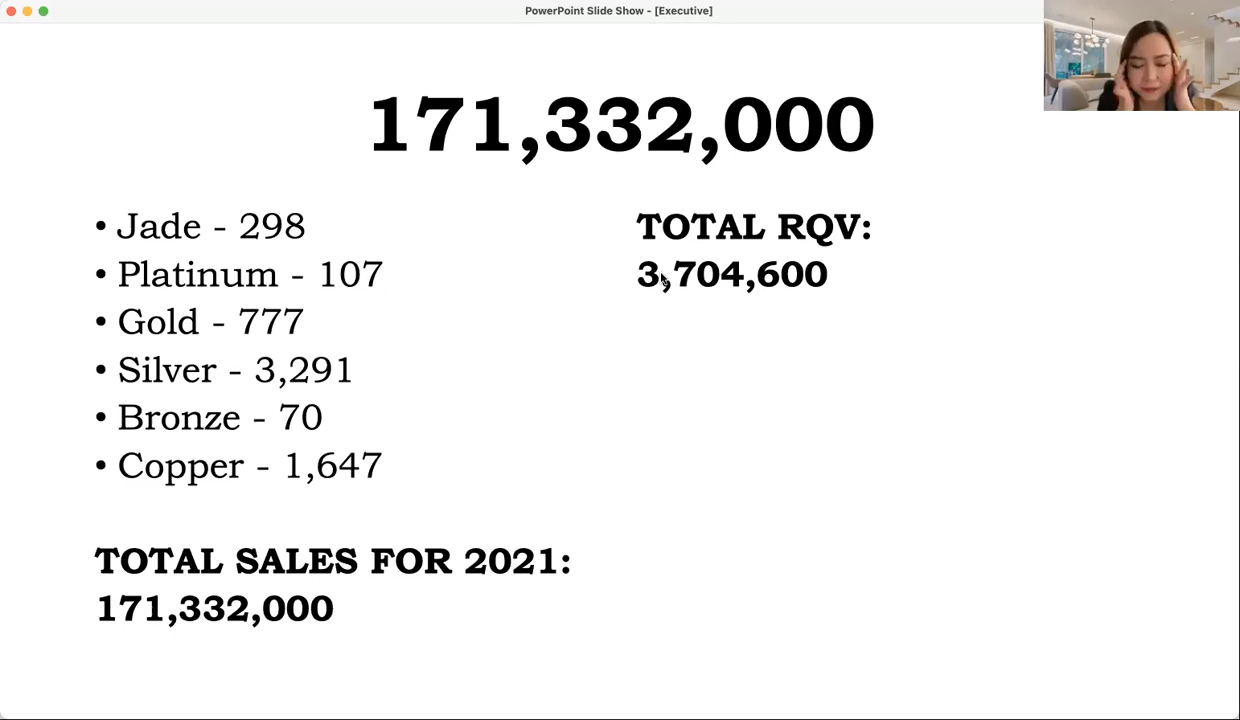 PowerPoint Slide Show - [Executive]
171,332,000
• Jade - 298
• Platinum - 107
• Gold - 777
• Silver - 3,291
• Bronze - 70
• Copper - 1,647
TOTAL SALES FOR 2021:
171,332,000
TOTAL RQV:
3,704,600